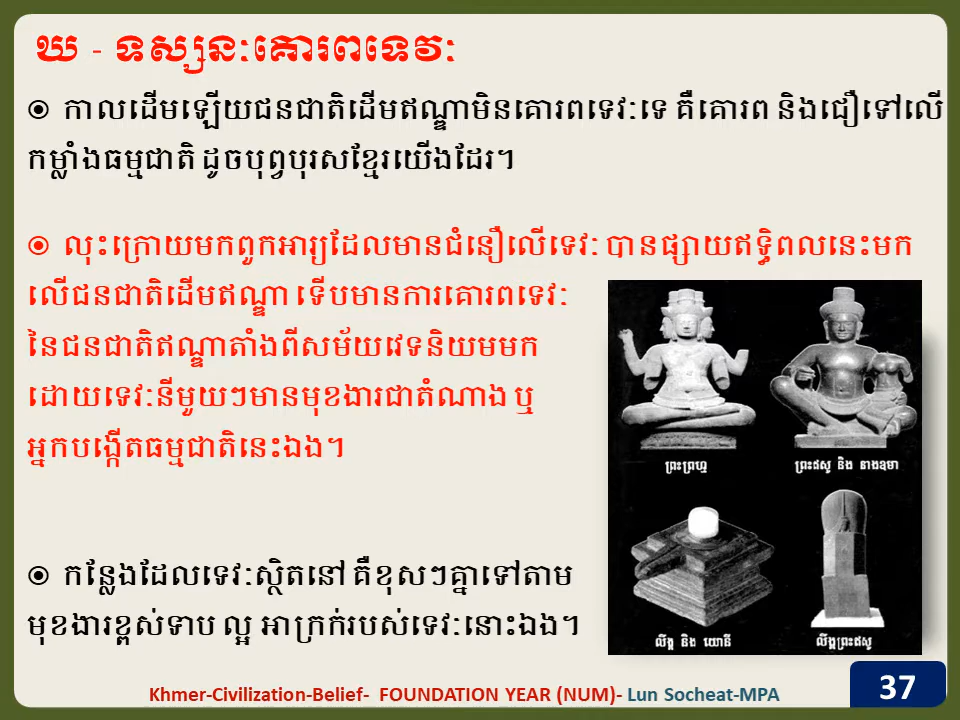 ឃ - ទស្សនៈគោរពទេវៈ
⦿ កាលដើមឡើយជនជាតិដើមឥណ្ឌាមិនគោរពទេវៈទេ គឺគោរព និងជឿទៅលើ
កម្លាំងធម្មជាតិ ដូចបុព្វបុរសខ្មែរយើងដែរ។
⦿ លុះក្រោយមកពួកអារ្យដែលមានជំនឿលើទេវៈ បានផ្សាយឥទ្ធិពលនេះមក
លើជនជាតិដើមឥណ្ឌា ទើបមានការគោរពទេវៈ
នៃជនជាតិឥណ្ឌាតាំងពីសម័យវេទនិយមមក
ដោយទេវៈនីមួយៗមានមុខងារជាតំណាង ឬ
អ្នកបង្កើតធម្មជាតិនេះឯង។
ព្រះព្រហ្ម
ព្រះឥសូ និង នាងឧមា
⦿ កន្លែងដែលទេវៈស្ថិតនៅ គឺខុសៗគ្នាទៅតាម
មុខងារខ្ពស់ទាប ល្អ អាក្រក់របស់ទេវៈនោះឯង។
លិង្គ និង យោនី
លិង្គព្រះឥសូ
Khmer-Civilization-Belief- FOUNDATION YEAR (NUM)- Lun Socheat-MPA
37